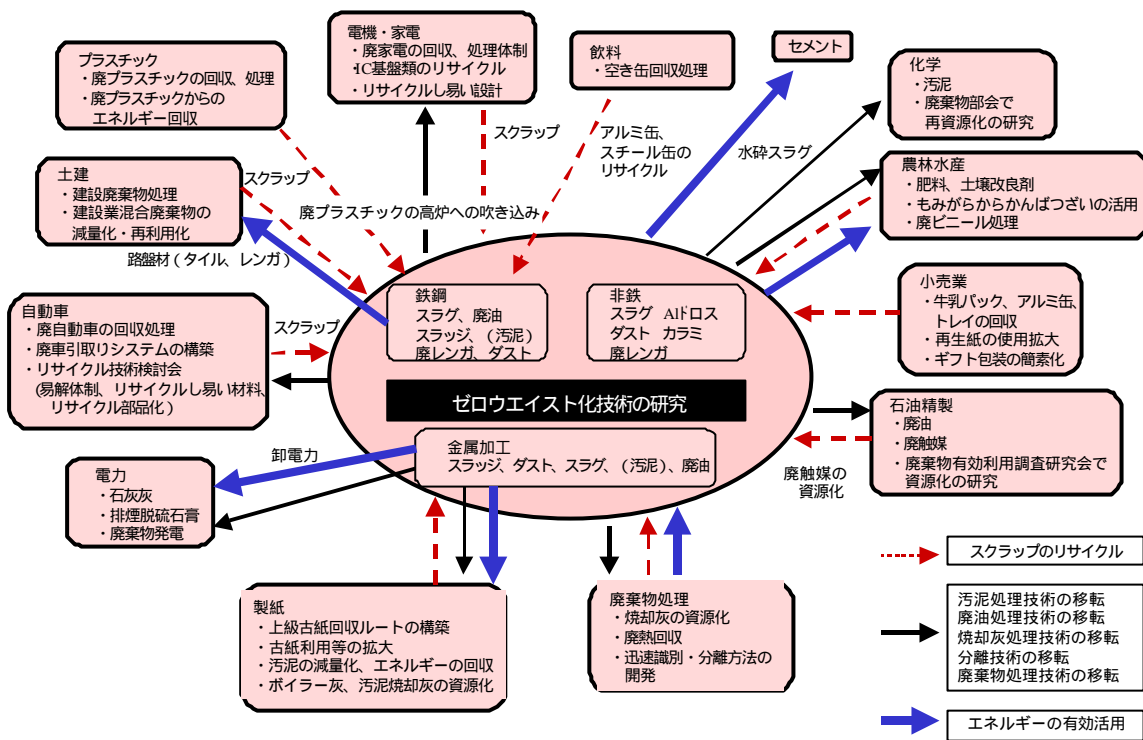 プラスチック
・廃プラスチックの回収、処理
・廃プラスチックからの
エネルギー回収
電機・家電
・廃家電の回収、処理体制
・IC基盤類のリサイクル
・リサイクルし易い設計
飲料
・空き缶回収処理
セメント
化学
・汚泥
・廃棄物部会で
再資源化の研究
スクラップ
アルミ缶、
スチール缶の
リサイクル
水砕スラグ
土建
・建設廃棄物処理
・建設業混合廃棄物の
減量化・再利用化
スクラップ
農林水産
・肥料、土壌改良剤
・もみがらからかんばつざいの活用
・廃ビニール処理
廃プラスチックの高炉への吹き込み
路盤材(タイル、レンガ)
鉄鋼
スラグ、廃油
スラッジ、(汚泥)
廃レンガ、ダスト
非鉄
スラグ Alドロス
ダスト カラミ
廃レンガ
小売業
・牛乳パック、アルミ缶、
トレイの回収
・再生紙の使用拡大
・ギフト包装の簡素化
自動車
・廃自動車の回収処理
・廃車引取りシステムの構築
・リサイクル技術検討会
(易解体制、リサイクルし易い材料、
リサイクル部品化)
スクラップ
ゼロウエイスト化技術の研究
石油精製
・廃油
・廃触媒
・廃棄物有効利用調査研究会で
資源化の研究
廃触媒の
資源化
金属加工
スラッジ、ダスト、スラグ、(汚泥)、廃油
卸電力
電力
・石灰灰
・排煙脱硫石膏
・廃棄物発電
製紙
・上級古紙回収ルートの構築
・古紙利用等の拡大
・汚泥の減量化、エネルギーの回収
・ボイラー灰、汚泥焼却灰の資源化
廃棄物処理
・焼却灰の資源化
・廃熱回収
・迅速識別・分離方法の
開発
スクラップのリサイクル
汚泥処理技術の移転
廃油処理技術の移転
焼却灰処理技術の移転
分離技術の移転
廃棄物処理技術の移転
エネルギーの有効活用